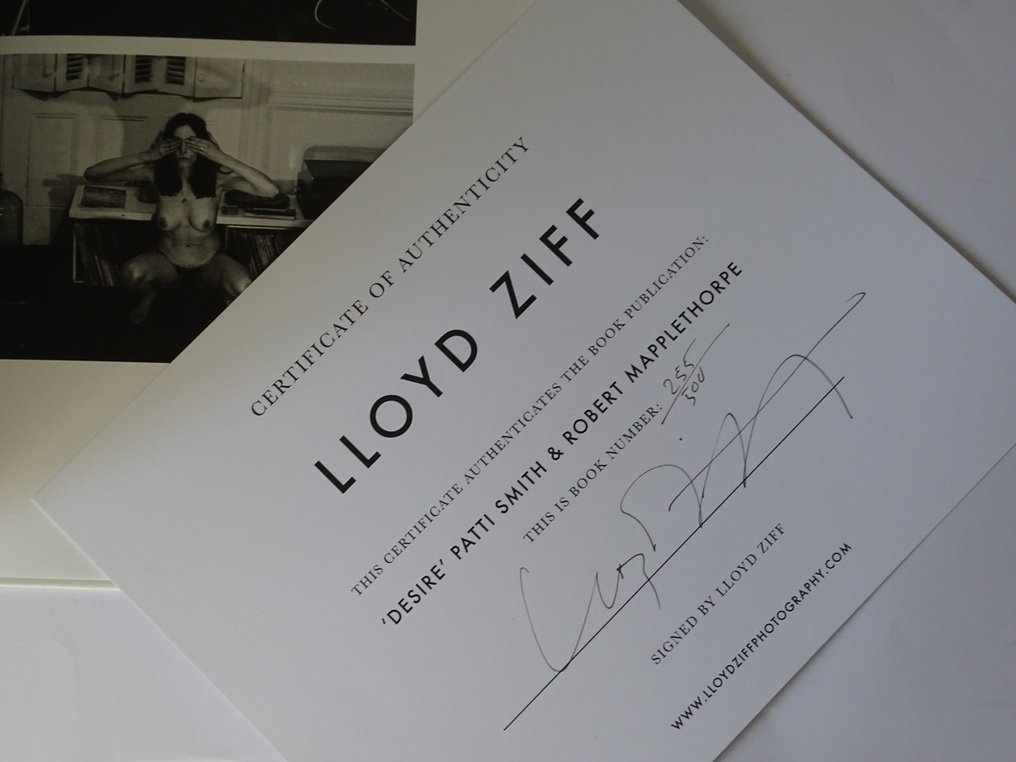 CERTIFICATE OF AUTHENTICITY
LLOYD ZIFF
THIS CERTIFICATE AUTHENTICATES THE BOOK PUBLICATION:
'DESIRE' PATTI SMITH & ROBERT MAPPLETHORPE
THIS IS BOOK NUMBER: 255/500
SIGNED BY LLOYD ZIFF
WWW.LLOYDZIFFPHOTOGRAPHY.COM